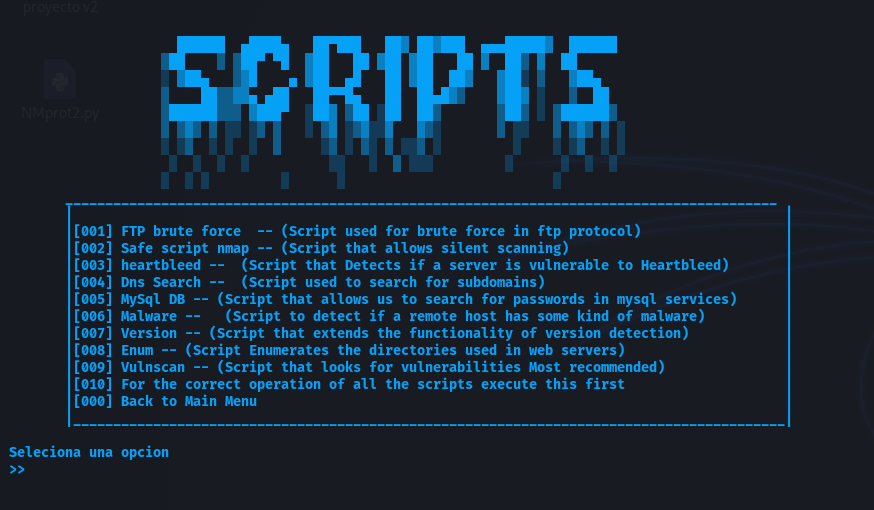 proyecto v2
NMprot2.py
SCRIPTS
[001] FTP brute force  -- (Script used for brute force in ftp protocol)
[002] Safe script nmap -- (Script that allows silent scanning)
[003] heartbleed --  (Script that Detects if a server is vulnerable to Heartbleed)
[004] Dns Search --  (Script used to search for subdomains)
[005] MySql DB -- (Script that allows us to search for passwords in mysql services)
[006] Malware --   (Script to detect if a remote host has some kind of malware)
[007] Version -- (Script that extends the functionality of version detection)
[008] Enum -- (Script Enumerates the directories used in web servers)
[009] Vulnscan -- (Script that looks for vulnerabilities Most recommended)
[010] For the correct operation of all the scripts execute this first
[000] Back to Main Menu
Seleciona una opcion
>>